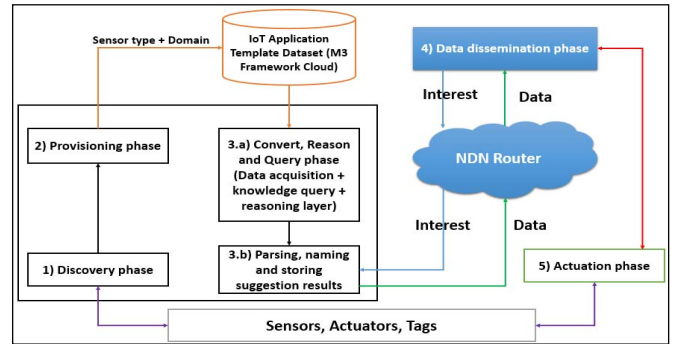 Sensor type + Domain
IoT Application
Template Dataset (M3
Framework Cloud)
4) Data dissemination phase
Interest
Data
2) Provisioning phase
3.a) Convert, Reason
and Query phase
(Data acquisition +
knowledge query +
reasoning layer)
NDN Router
Interest
Data
1) Discovery phase
3.b) Parsing, naming
and storing
suggestion results
5) Actuation phase
Sensors, Actuators, Tags